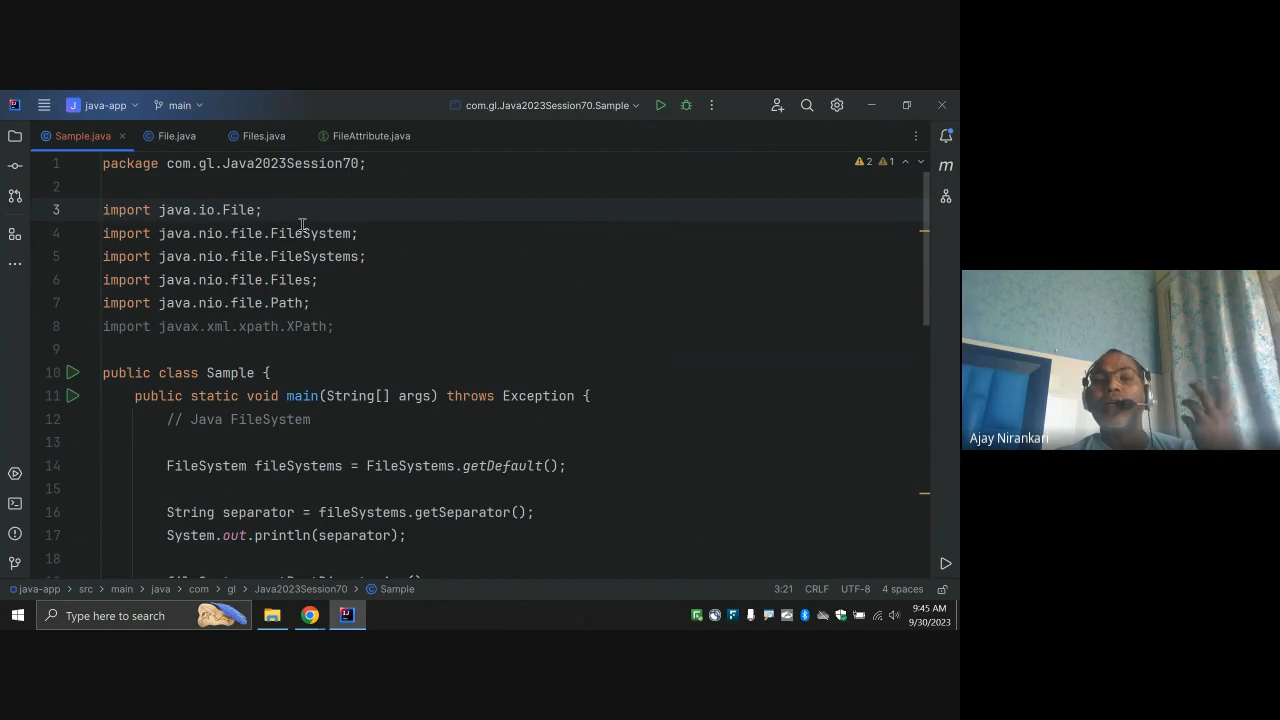 java-app
main
com.gl.Java2023Session70.Sample
Sample.java
File.java
Files.java
FileAttribute.java
1 package com.gl.Java2023Session70;
2 1
2
3 import java.io.File;
4 import java.nio.file.FileSystem;
5 import java.nio.file.FileSystems;
6 import java.nio.file.Files;
7 import java.nio.file.Path;
8 import javax.xml.xpath.XPath;
9
10 public class Sample {
11 public static void main(String[] args) throws Exception {
12 // Java FileSystem
13
14 FileSystem fileSystems = FileSystems.getDefault();
15
16 String separator = fileSystems.getSeparator();
17 System.out.println(separator);
18
java-app > src > main > java > com > gl > Java2023Session70 > Sample
3:21 CRLF UTF-8 4 spaces
Type here to search
9:45 AM
9/30/2023
Ajay Nirankari